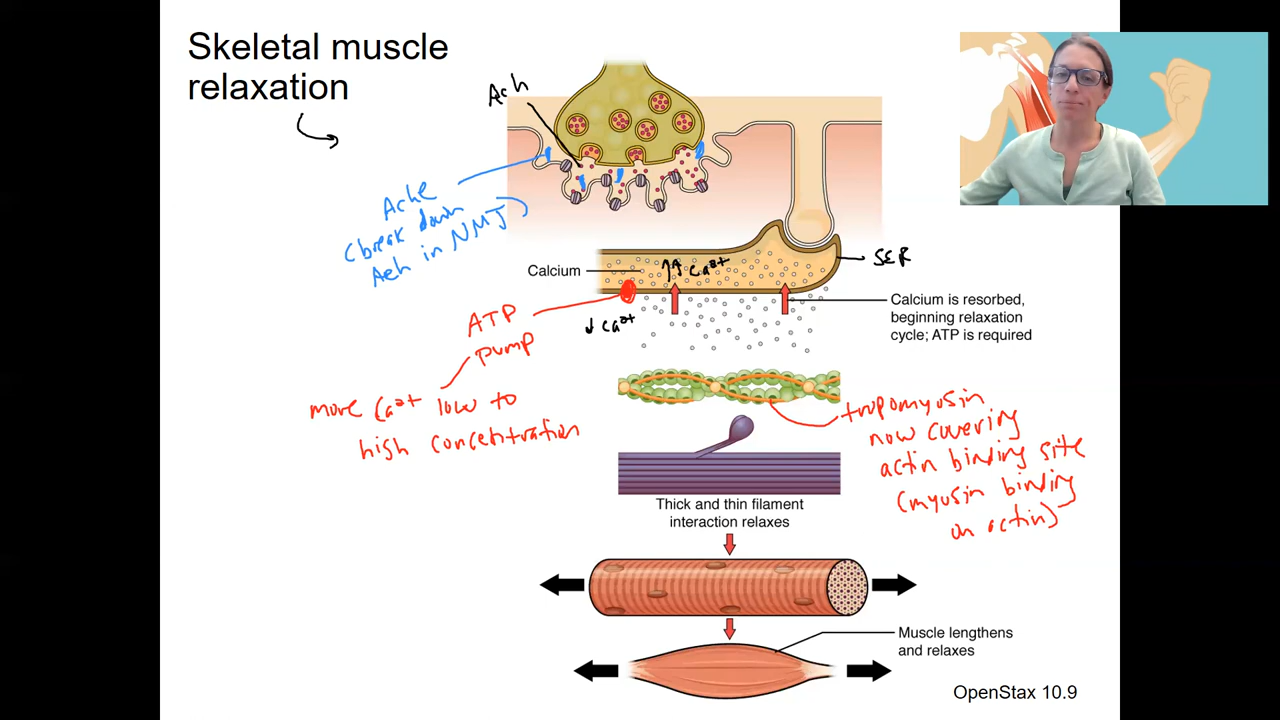 Skeletal muscle
relaxation
Ach
AchE
(break down
Ach in NMJ)
Calcium
↑↑ Ca2+
SER
Calcium is resorbed,
beginning relaxation
cycle; ATP is required
ATP
pump
↓ Ca2+
move Ca2+ low to
high concentration
tropomyosin
now covering
actin binding site
(myosin binding
on actin)
Thick and thin filament
interaction relaxes
Muscle lengthens
and relaxes
OpenStax 10.9